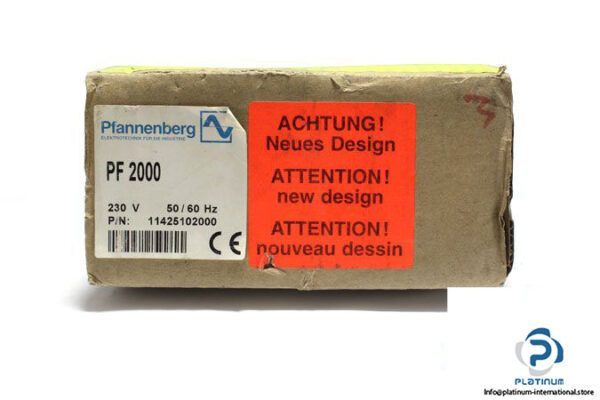 Pfannenberg
ELEKTROTECHNIK FÜR DIE INDUSTRIE
PF 2000
230 V 50/60 Hz
P/N: 11425102000
CE
ACHTUNG!
Neues Design
ATTENTION!
new design
ATTENTION!
nouveau dessin
PLATINUM
Info@platinum-international.store